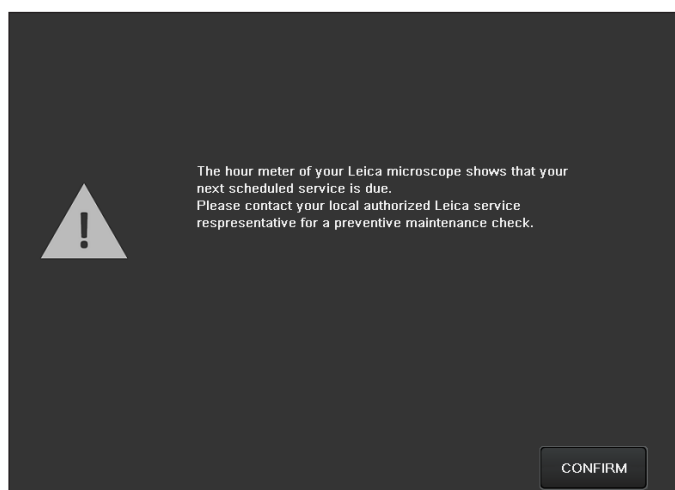 The hour meter of your Leica microscope shows that your
next scheduled service is due.
Please contact your local authorized Leica service
respresentative for a preventive maintenance check.
!
CONFIRM